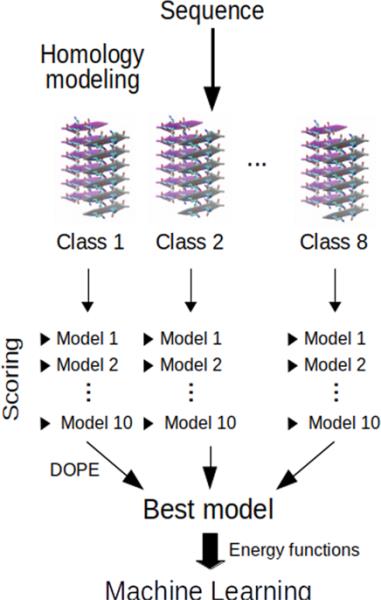 Sequence
Homology
modeling
...
Class 1
Class 2
Class 8
Scoring
Model 1
Model 2
⋮
Model 10
Model 1
Model 2
⋮
Model 10
Model 1
Model 2
⋮
Model 10
DOPE
Best model
Energy functions
Machine Learning